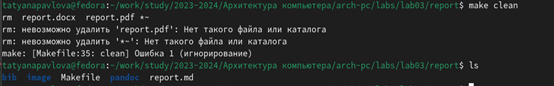 tatyanapavlova@fedora:~/work/study/2023-2024/Архитектура компьютера/arch-pc/labs/lab03/report$ make clean
rm  report.docx  report.pdf *~
rm: невозможно удалить 'report.pdf': Нет такого файла или каталога
rm: невозможно удалить '*~': Нет такого файла или каталога
make: [Makefile:35: clean] Ошибка 1 (игнорирование)
tatyanapavlova@fedora:~/work/study/2023-2024/Архитектура компьютера/arch-pc/labs/lab03/report$ ls
bib  image  Makefile  pandoc  report.md